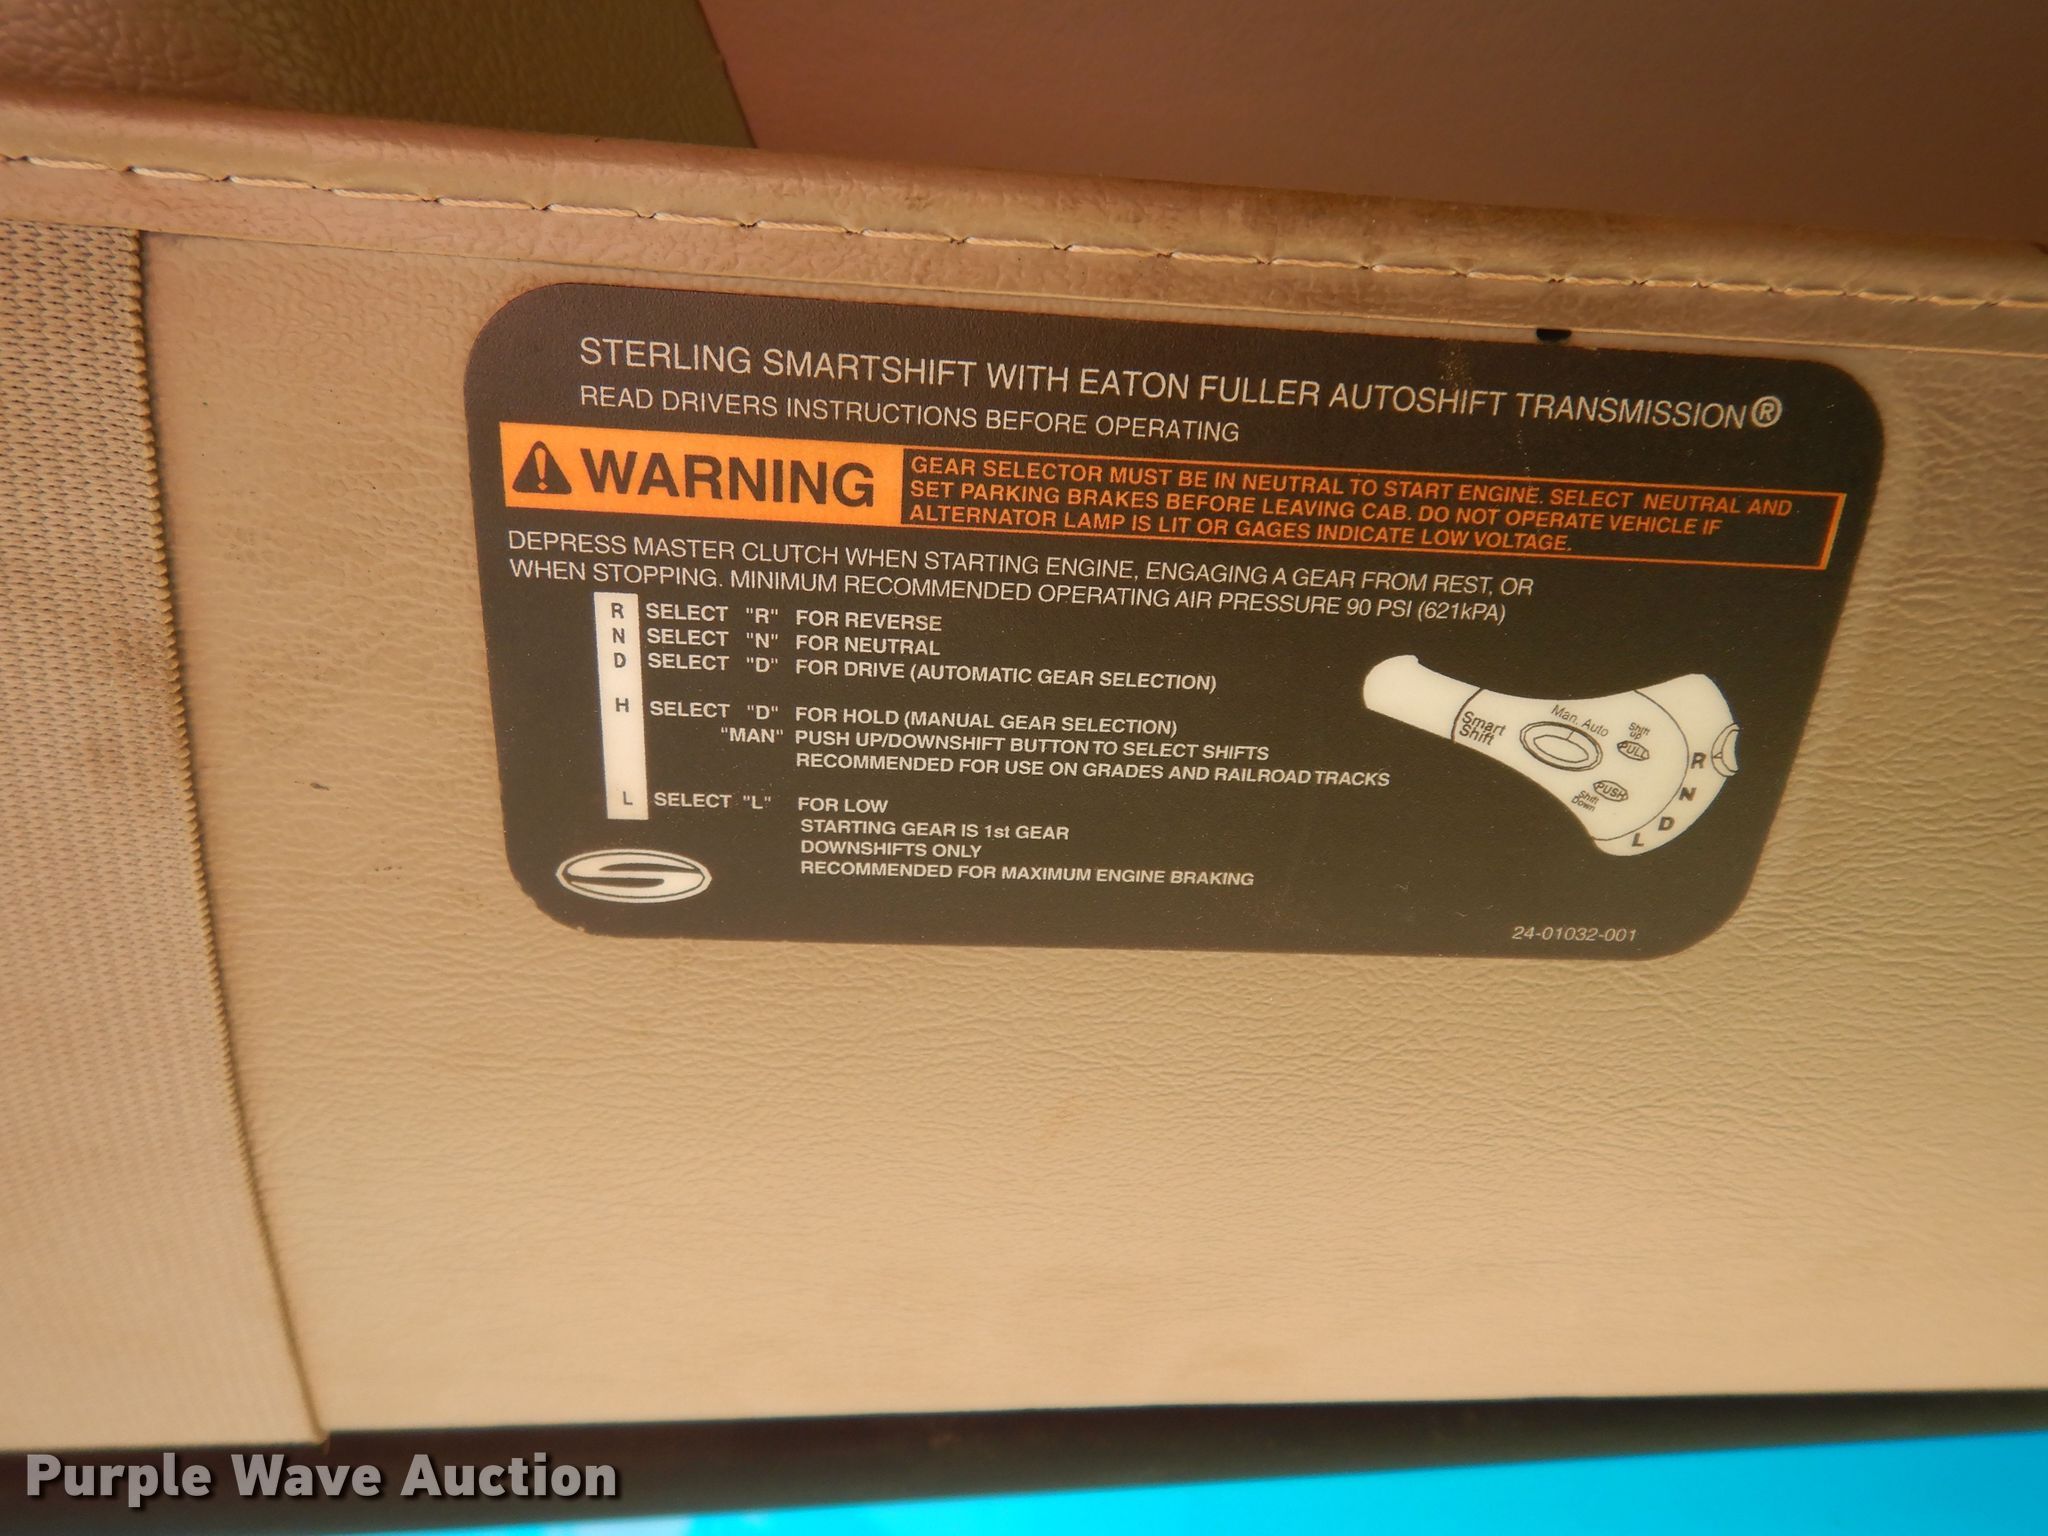 STERLING SMARTSHIFT WITH EATON FULLER AUTOSHIFT TRANSMISSION®
READ DRIVERS INSTRUCTIONS BEFORE OPERATING
WARNING
GEAR SELECTOR MUST BE IN NEUTRAL TO START ENGINE. SELECT NEUTRAL AND
SET PARKING BRAKES BEFORE LEAVING CAB. DO NOT OPERATE VEHICLE IF
ALTERNATOR LAMP IS LIT OR GAGES INDICATE LOW VOLTAGE.
DEPRESS MASTER CLUTCH WHEN STARTING ENGINE, ENGAGING A GEAR FROM REST, OR
WHEN STOPPING. MINIMUM RECOMMENDED OPERATING AIR PRESSURE 90 PSI (621kPA)
R SELECT "R" FOR REVERSE
N SELECT "N" FOR NEUTRAL
D SELECT "D" FOR DRIVE (AUTOMATIC GEAR SELECTION)
H SELECT "D" FOR HOLD (MANUAL GEAR SELECTION)
"MAN" PUSH UP/DOWNSHIFT BUTTON TO SELECT SHIFTS
RECOMMENDED FOR USE ON GRADES AND RAILROAD TRACKS
L SELECT "L" FOR LOW
STARTING GEAR IS 1st GEAR
DOWNSHIFTS ONLY
RECOMMENDED FOR MAXIMUM ENGINE BRAKING
Smart
Shift
Man. Auto
Shift
Up
PULL
PUSH
Shift
Down
R
N
D
L
24-01032-001
Purple Wave Auction